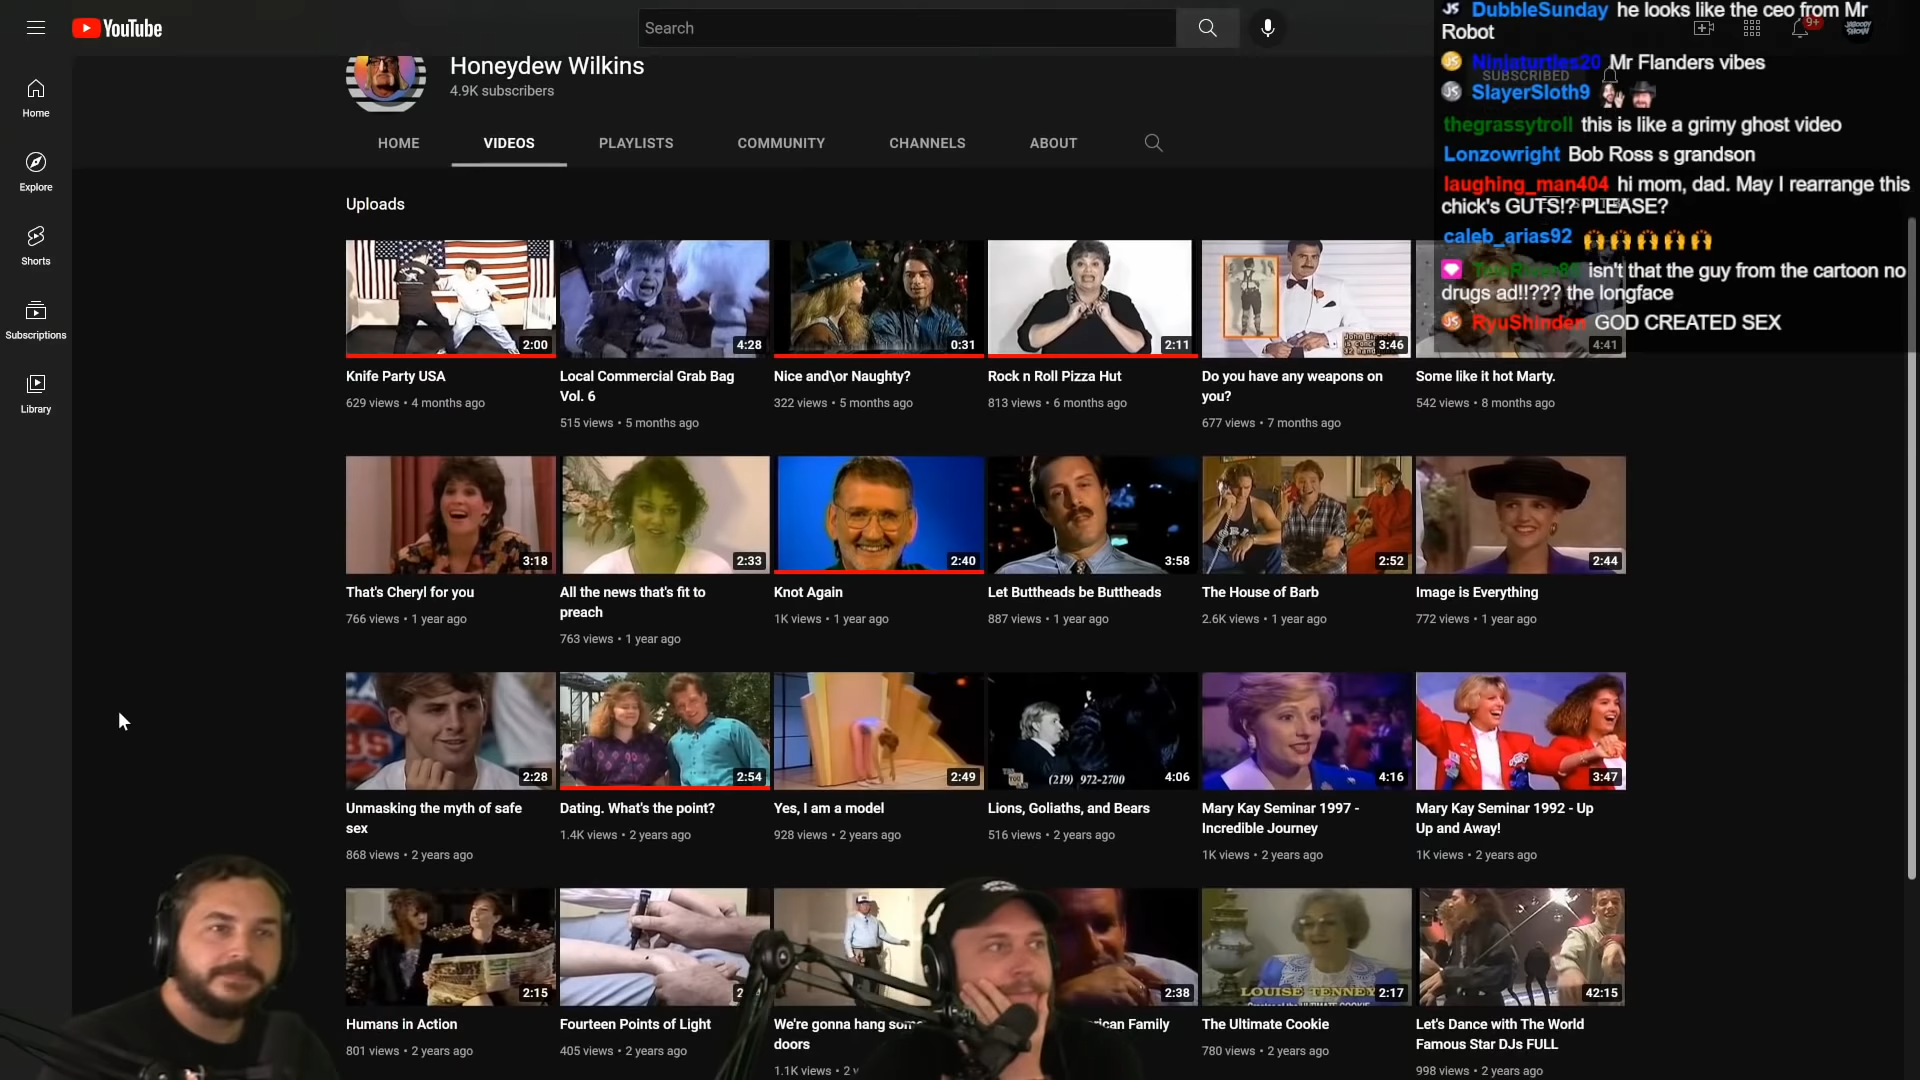 YouTube
Search
9+
Home
Explore
Shorts
Subscriptions
Library
Honeydew Wilkins
4.9K subscribers
SUBSCRIBED
HOME
VIDEOS
PLAYLISTS
COMMUNITY
CHANNELS
ABOUT
Uploads
DubbleSunday he looks like the ceo from Mr
Robot
Ninjaturtles20 Mr Flanders vibes
SlayerSloth9
thegrassytroll this is like a grimy ghost video
Lonzowright Bob Ross s grandson
laughing_man404 hi mom, dad. May I rearrange this
chick's GUTS!? PLEASE?
caleb_arias92
isn't that the guy from the cartoon no
drugs ad!!??? the longface
RyuShinden GOD CREATED SEX
2:00
4:28
0:31
2:11
3:46
4:41
Knife Party USA
629 views • 4 months ago
Local Commercial Grab Bag
Vol. 6
515 views • 5 months ago
Nice and\or Naughty?
322 views • 5 months ago
Rock n Roll Pizza Hut
813 views • 6 months ago
Do you have any weapons on
you?
677 views • 7 months ago
Some like it hot Marty.
542 views • 8 months ago
3:18
2:33
2:40
3:58
2:52
2:44
That's Cheryl for you
766 views • 1 year ago
All the news that's fit to
preach
763 views • 1 year ago
Knot Again
1K views • 1 year ago
Let Buttheads be Buttheads
887 views • 1 year ago
The House of Barb
2.6K views • 1 year ago
Image is Everything
772 views • 1 year ago
2:28
2:54
2:49
(219) 972-2700
4:06
4:16
3:47
Unmasking the myth of safe
sex
868 views • 2 years ago
Dating. What's the point?
1.4K views • 2 years ago
Yes, I am a model
928 views • 2 years ago
Lions, Goliaths, and Bears
516 views • 2 years ago
Mary Kay Seminar 1997 -
Incredible Journey
1K views • 2 years ago
Mary Kay Seminar 1992 - Up
Up and Away!
1K views • 2 years ago
2:15
2:38
LOUISE TENNEY
2:17
42:15
Humans in Action
801 views • 2 years ago
Fourteen Points of Light
405 views • 2 years ago
We're gonna hang
doors
1.1K views • 2
Family
The Ultimate Cookie
780 views • 2 years ago
Let's Dance with The World
Famous Star DJs FULL
998 views • 2 years ago